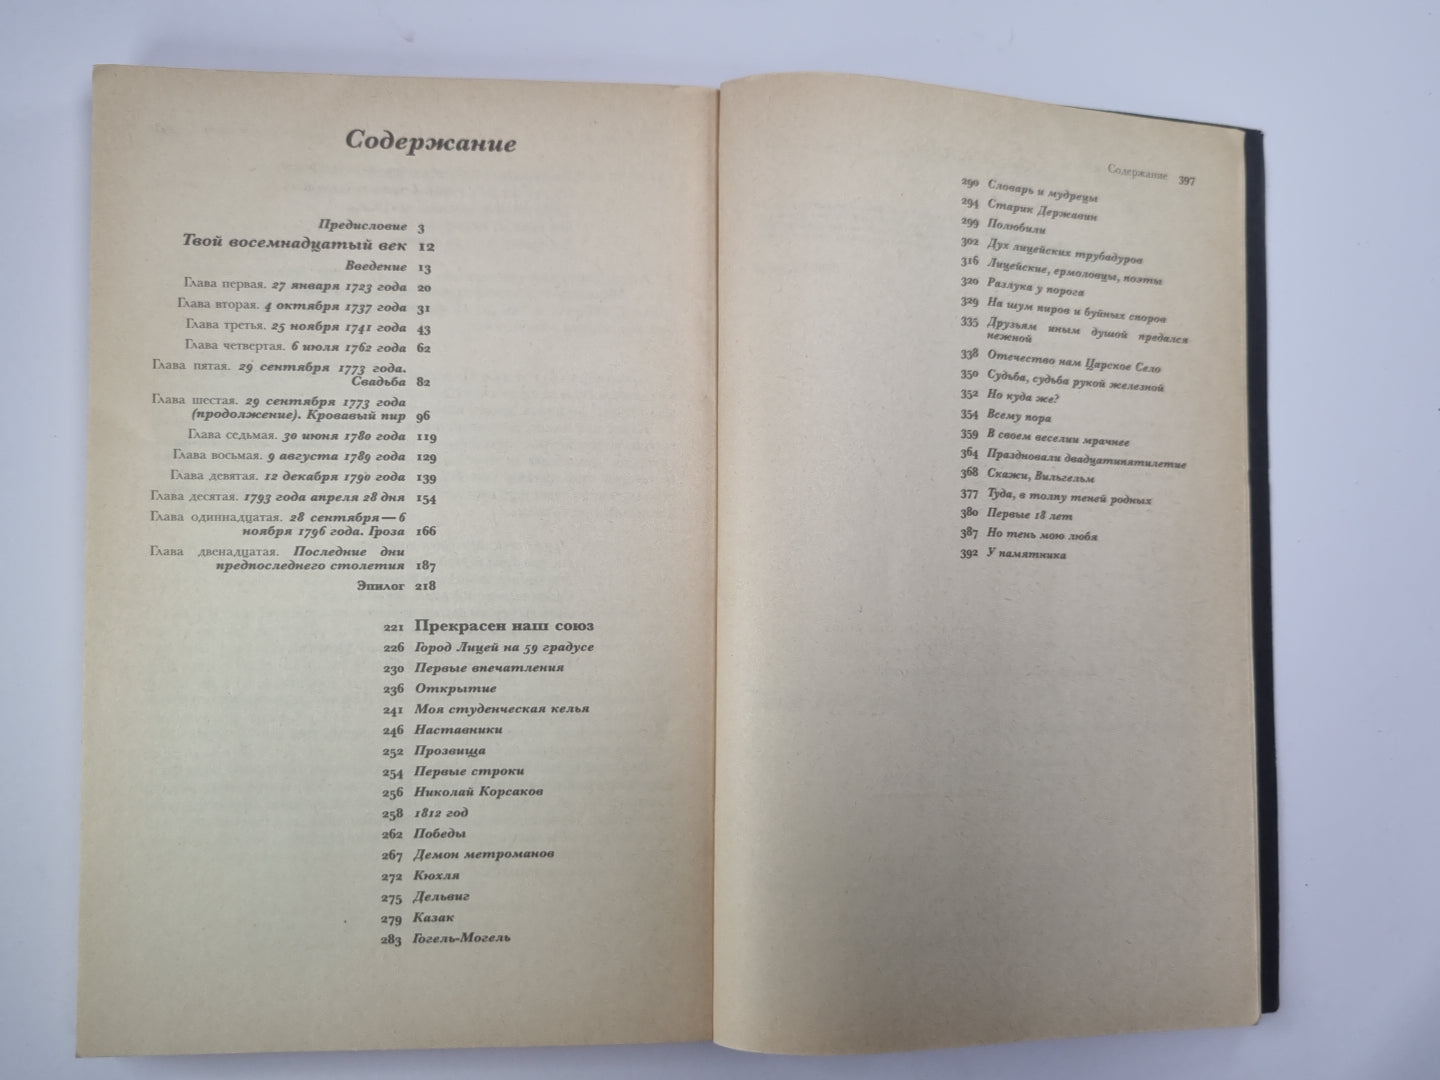 Содержание
Предисловие 3
Твой восемнадцатый век 12
Введение 13
Глава первая. 27 января 1723 года 20
Глава вторая. 4 октября 1737 года 31
Глава третья. 25 ноября 1741 года 43
Глава четвертая. 6 июля 1762 года 62
Глава пятая. 29 сентября 1773 года.
Свадьба 82
Глава шестая. 29 сентября 1773 года
(продолжение). Кровавый пир 96
Глава седьмая. 30 июня 1780 года 119
Глава восьмая. 9 августа 1789 года 129
Глава девятая. 12 декабря 1790 года 139
Глава десятая. 1793 года апреля 28 дня 154
Глава одиннадцатая. 28 сентября — 6
ноября 1796 года. Гроза 166
Глава двенадцатая. Последние дни
предпоследнего столетия 187
Эпилог 218
221 Прекрасен наш союз
226 Город Лицей на 59 градусе
230 Первые впечатления
236 Открытие
241 Моя студенческая келья
246 Наставники
252 Прозвища
254 Первые строки
256 Николай Корсаков
258 1812 год
262 Победы
267 Демон метроманов
272 Кюхля
275 Дельвиг
279 Казак
283 Гогель-Могель
Содержание 397
290 Словарь и мудрецы
294 Старик Державин
299 Полюбили
302 Дух лицейских трубадуров
316 Лицейские, ермоловцы, поэты
320 Разлука у порога
329 На шум пиров и буйных споров
335 Друзьям иным душой предался
нежной
338 Отечество нам Царское Село
350 Судьба, судьба рукой железной
352 Но куда же?
354 Всему пора
359 В своем веселии мрачнее
364 Праздновали двадцатипятилетие
368 Скажи, Вильгельм
377 Туда, в толпу теней родных
380 Первые 18 лет
387 Но тень мою любя
392 У памятника